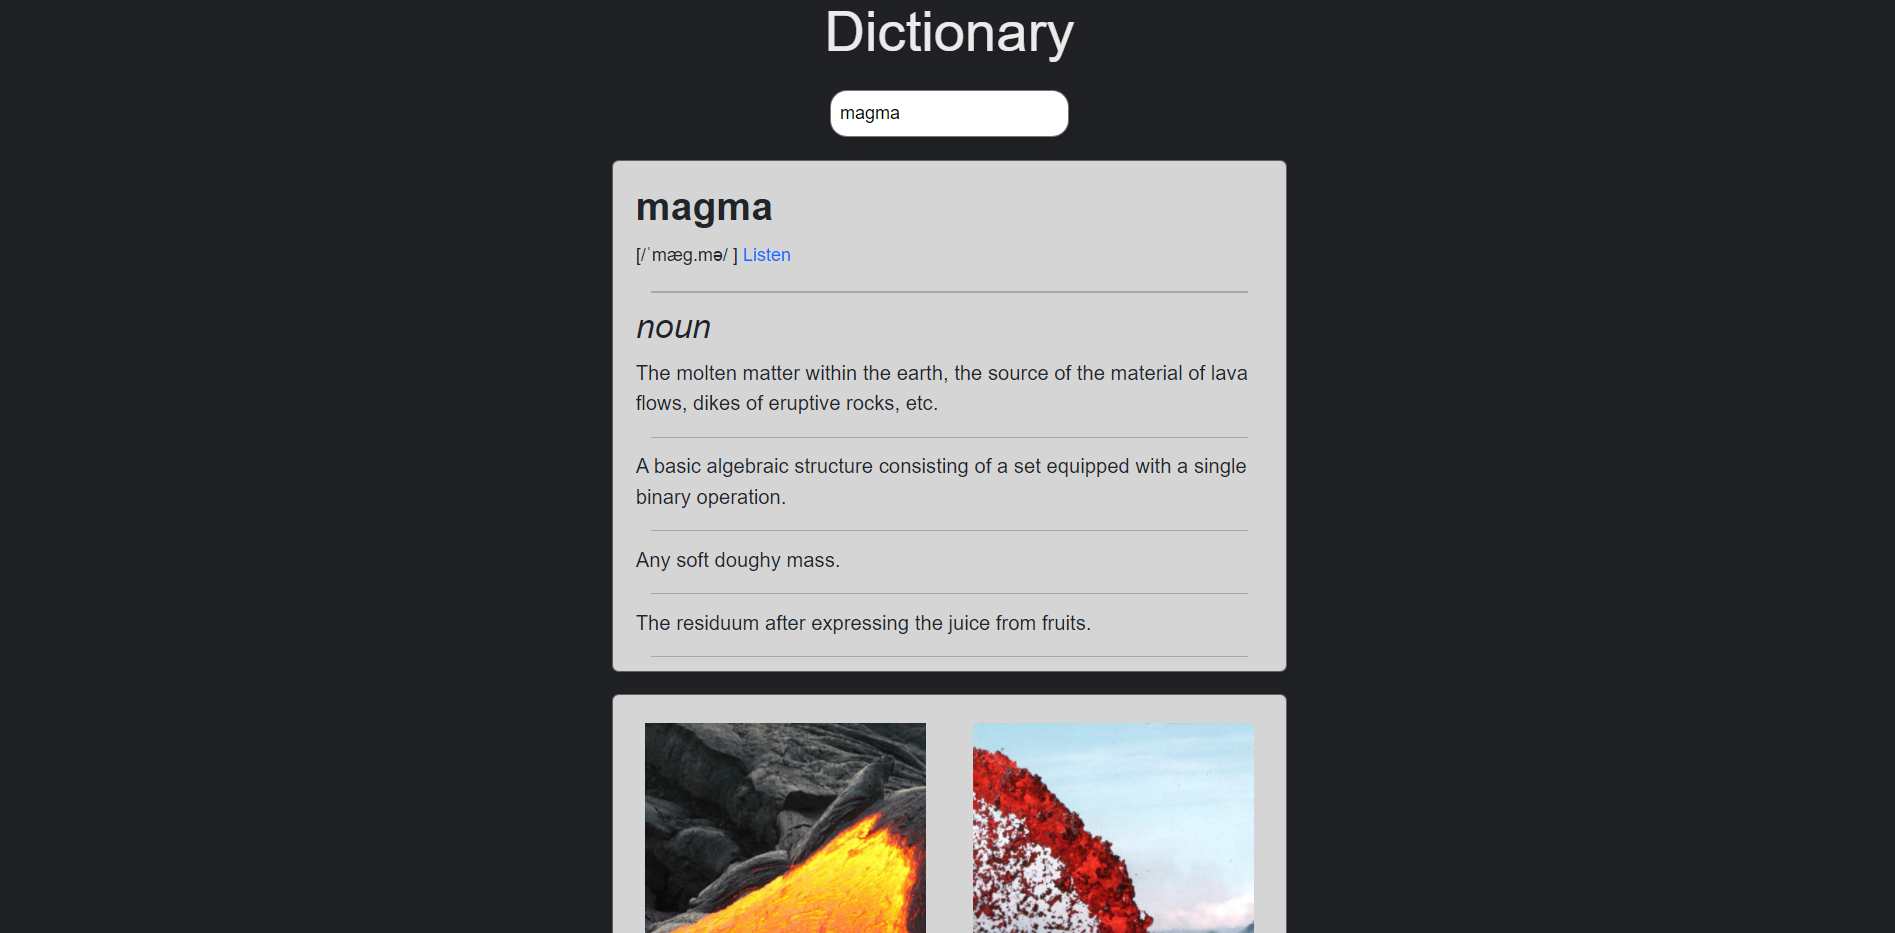 Dictionary
magma
magma
[/ˈmæg.mə/ ] Listen
noun
The molten matter within the earth, the source of the material of lava
flows, dikes of eruptive rocks, etc.
A basic algebraic structure consisting of a set equipped with a single
binary operation.
Any soft doughy mass.
The residuum after expressing the juice from fruits.